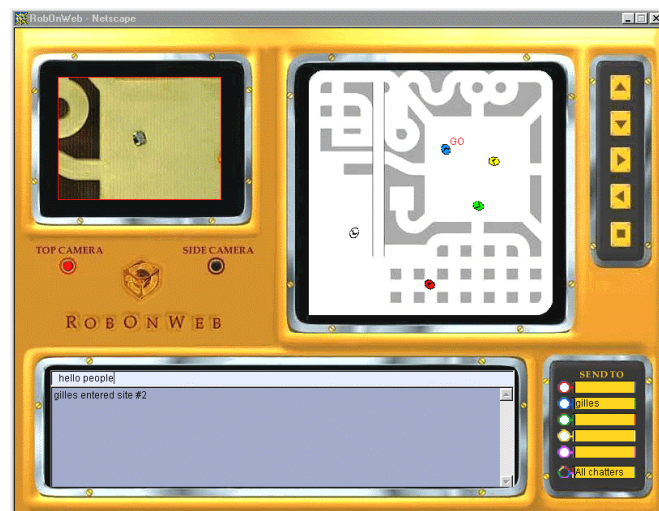 RobOnWeb - Netscape
GO
TOP CAMERA
SIDE CAMERA
ROBONWEB
hello people
gilles entered site #2
SEND TO
gilles
All chatters